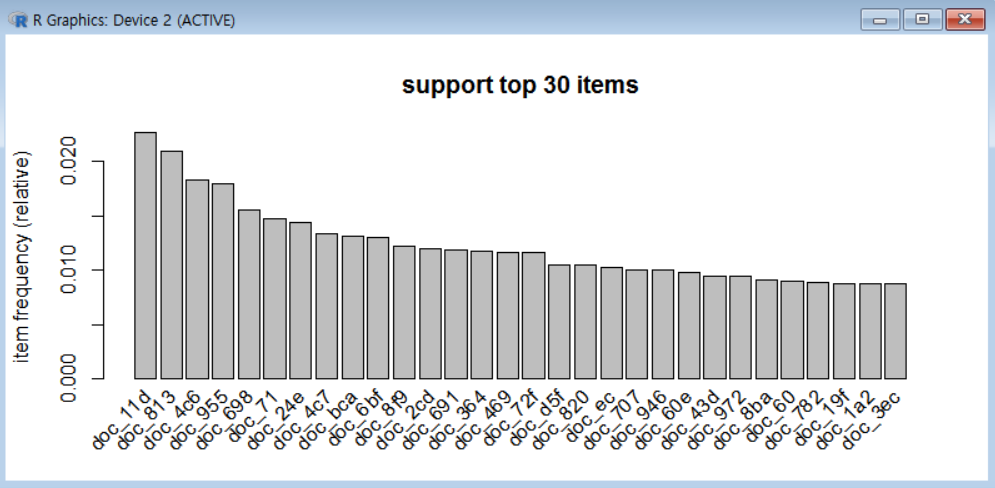 R Graphics: Device 2 (ACTIVE)
support top 30 items
item frequency (relative)
0.020
0.010
0.000
doc_11d
doc_813
doc_4c6
doc_955
doc_698
doc_71
doc_24e
doc_4c7
doc_bca
doc_6bf
doc_8f9
doc_2cd
doc_691
doc_364
doc_469
doc_72f
doc_d5f
doc_820
doc_ec
doc_707
doc_946
doc_60e
doc_43d
doc_972
doc_8ba
doc_60
doc_782
doc_19f
doc_1a2
doc_3ec